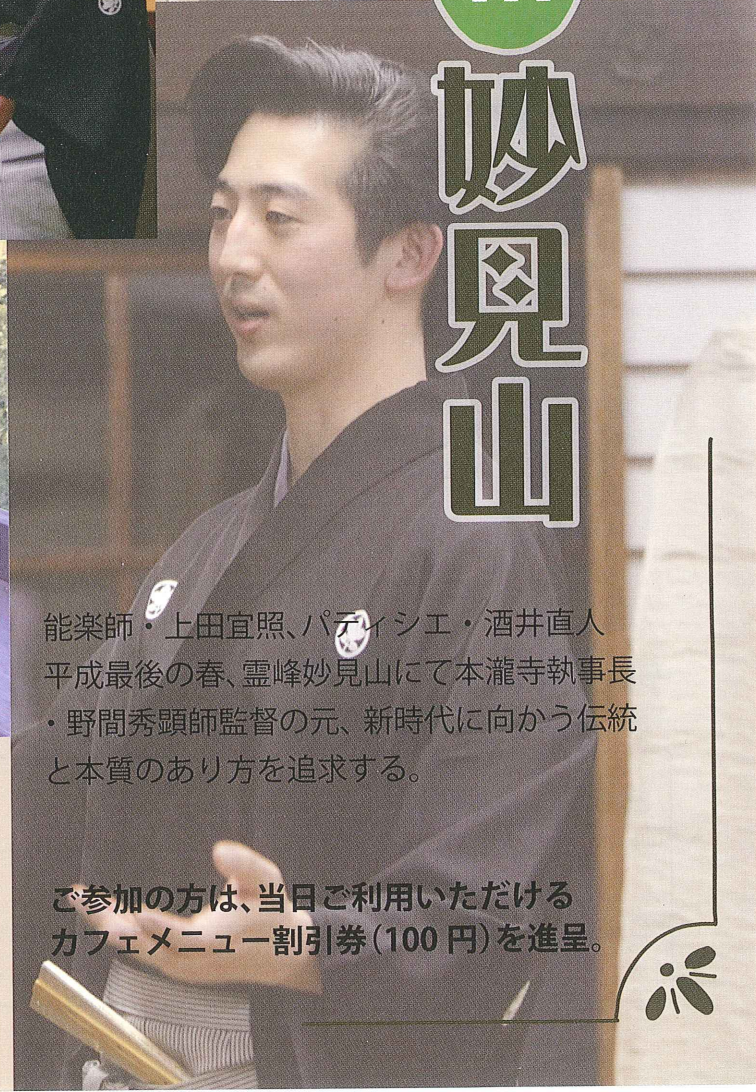 妙見山
能楽師・上田宜照、パティシエ・酒井直人
平成最後の春、霊峰妙見山にて本瀧寺執事長
・野間秀顕師監督の元、新時代に向かう伝統
と本質のあり方を追求する。
ご参加の方は、当日ご利用いただける
カフェメニュー割引券(100円)を進呈。